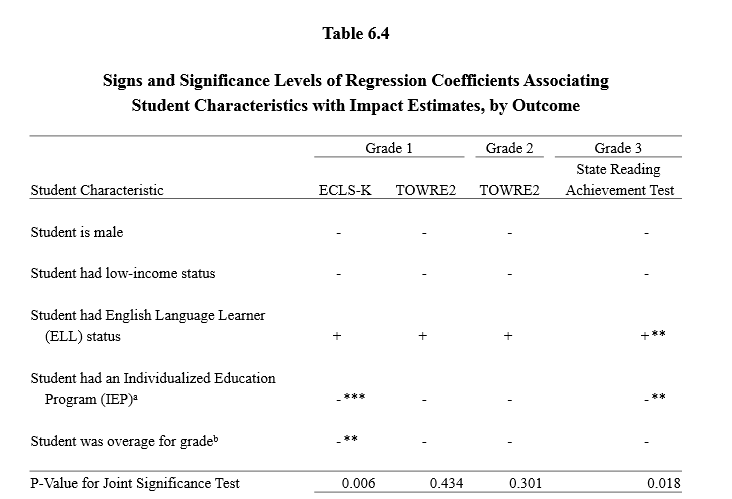 Table 6.4
Signs and Significance Levels of Regression Coefficients Associating
Student Characteristics with Impact Estimates, by Outcome
Grade 1 Grade 2 Grade 3
State Reading
Student Characteristic ECLS-K TOWRE2 TOWRE2 Achievement Test
Student is male - - - -
Student had low-income status - - - -
Student had English Language Learner
(ELL) status + + + +**
Student had an Individualized Education
Program (IEP)ᵃ -*** - - -**
Student was overage for gradeᵇ -** - - -
P-Value for Joint Significance Test 0.006 0.434 0.301 0.018